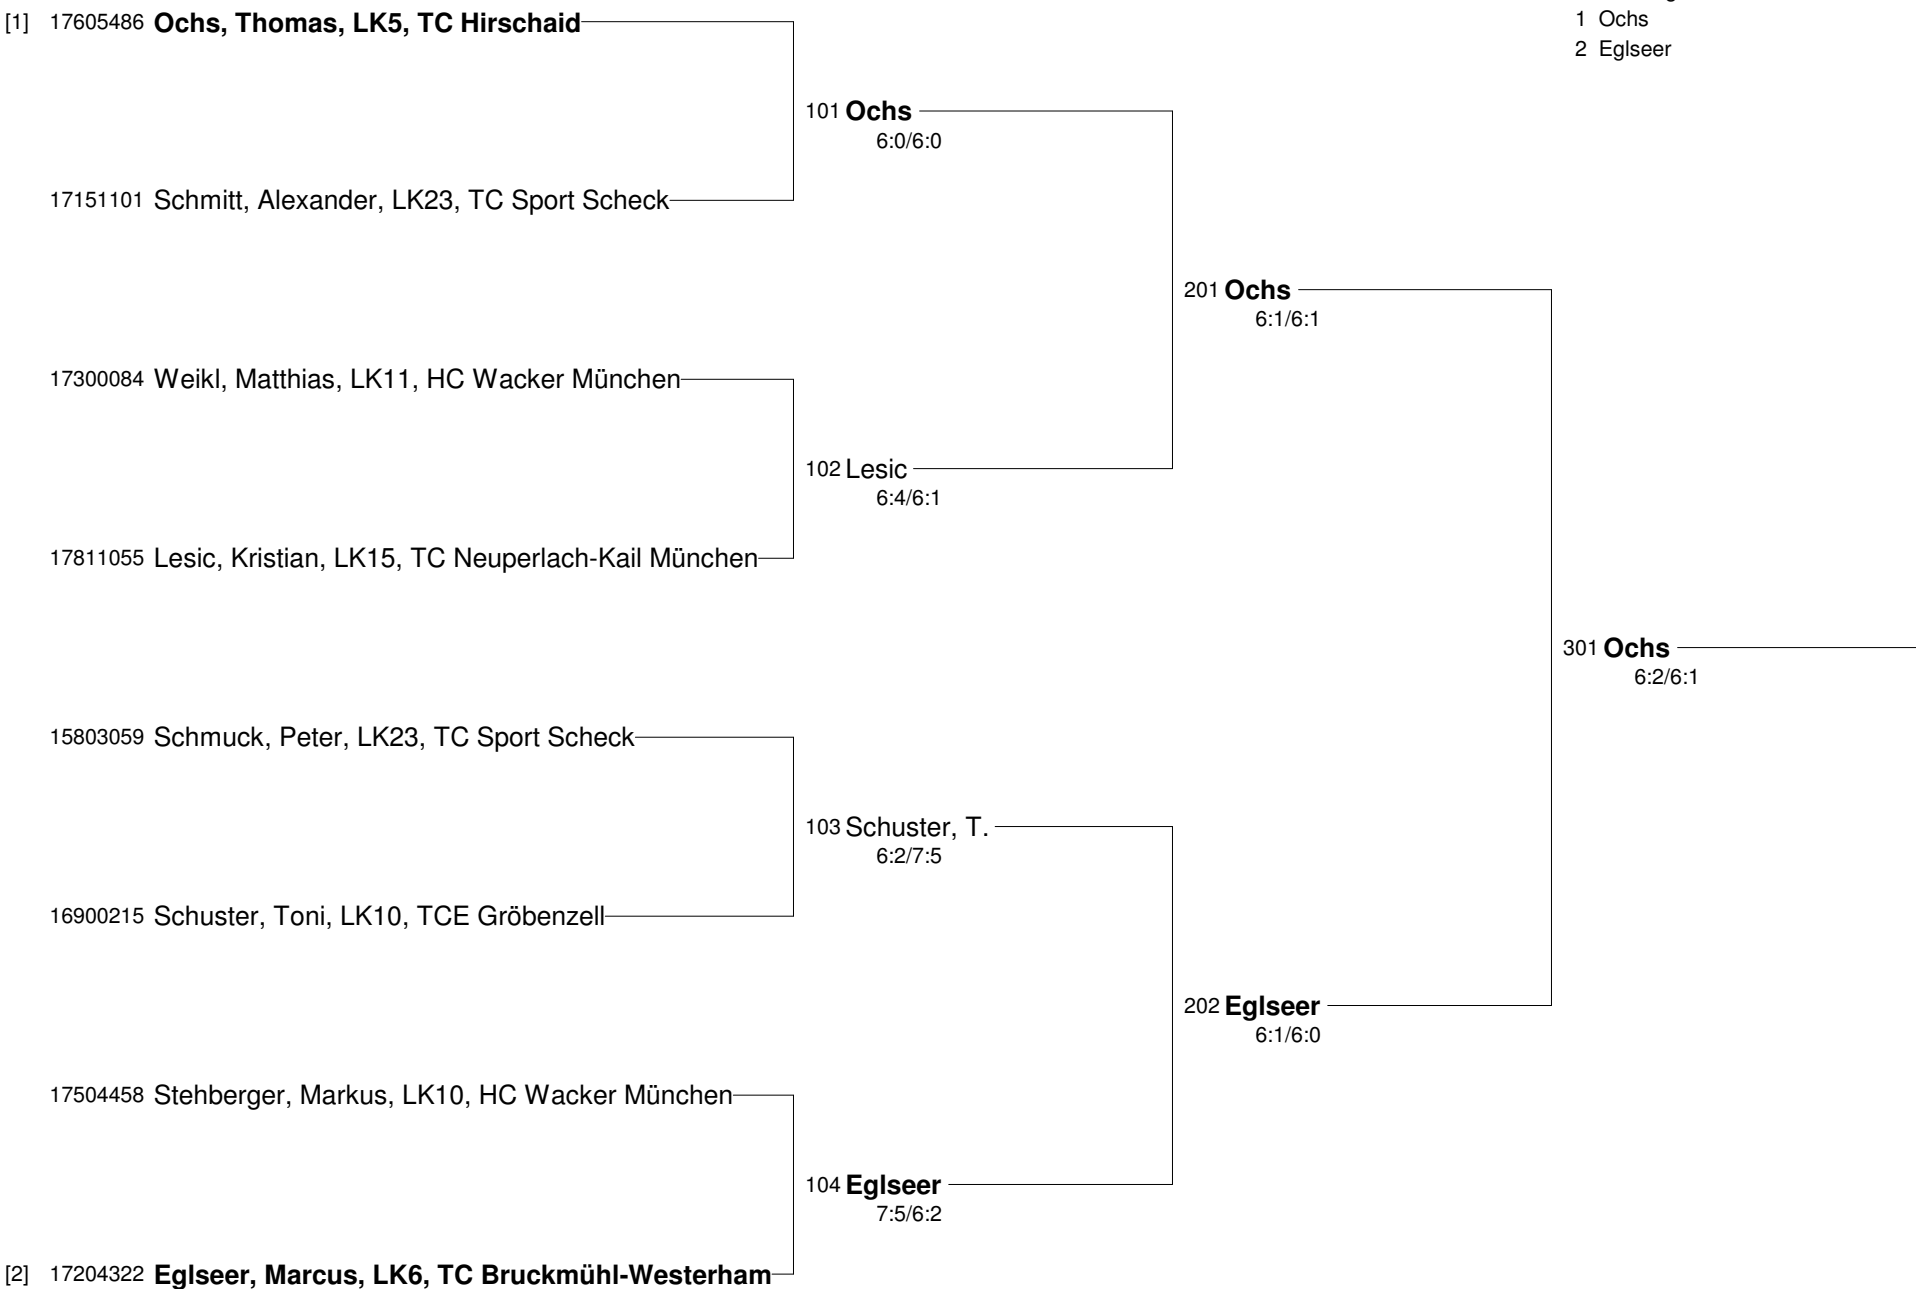 1 Ochs
2 Eglseer
[1] 17605486 Ochs, Thomas, LK5, TC Hirschaid
101 Ochs
6:0/6:0
17151101 Schmitt, Alexander, LK23, TC Sport Scheck
201 Ochs
6:1/6:1
17300084 Weikl, Matthias, LK11, HC Wacker München
102 Lesic
6:4/6:1
17811055 Lesic, Kristian, LK15, TC Neuperlach-Kail München
301 Ochs
6:2/6:1
15803059 Schmuck, Peter, LK23, TC Sport Scheck
103 Schuster, T.
6:2/7:5
16900215 Schuster, Toni, LK10, TCE Gröbenzell
202 Eglseer
6:1/6:0
17504458 Stehberger, Markus, LK10, HC Wacker München
104 Eglseer
7:5/6:2
[2] 17204322 Eglseer, Marcus, LK6, TC Bruckmühl-Westerham